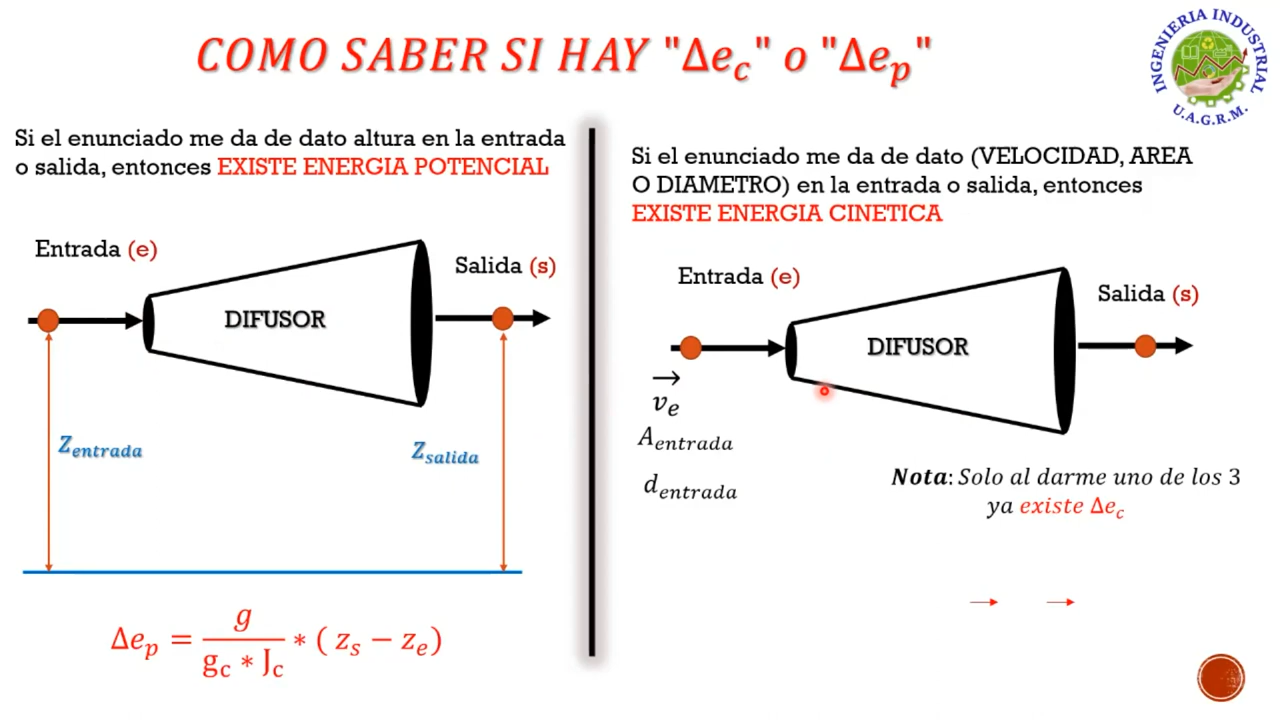 COMO SABER SI HAY "Δe_c" o "Δe_p"
INGENIERIA INDUSTRIAL
U.A.G.R.M.
Si el enunciado me da de dato altura en la entrada
o salida, entonces EXISTE ENERGIA POTENCIAL
Entrada (e)
Salida (s)
DIFUSOR
Z_entrada
Z_salida
Δe_p = g / (g_c * J_c) * ( z_s − z_e)
Si el enunciado me da de dato (VELOCIDAD, AREA
O DIAMETRO) en la entrada o salida, entonces
EXISTE ENERGIA CINETICA
Entrada (e)
Salida (s)
DIFUSOR
v_e
A_entrada
d_entrada
Nota: Solo al darme uno de los 3
ya existe Δe_c